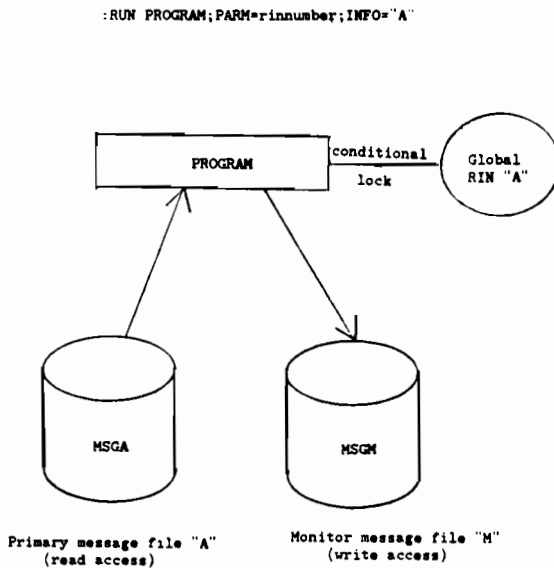 :RUN PROGRAM;PARM=rinnumber;INFO="A"
PROGRAM
conditional
lock
Global
RIN "A"
MSGA
MSGM
Primary message file "A"
(read access)
Monitor message file "M"
(write access)